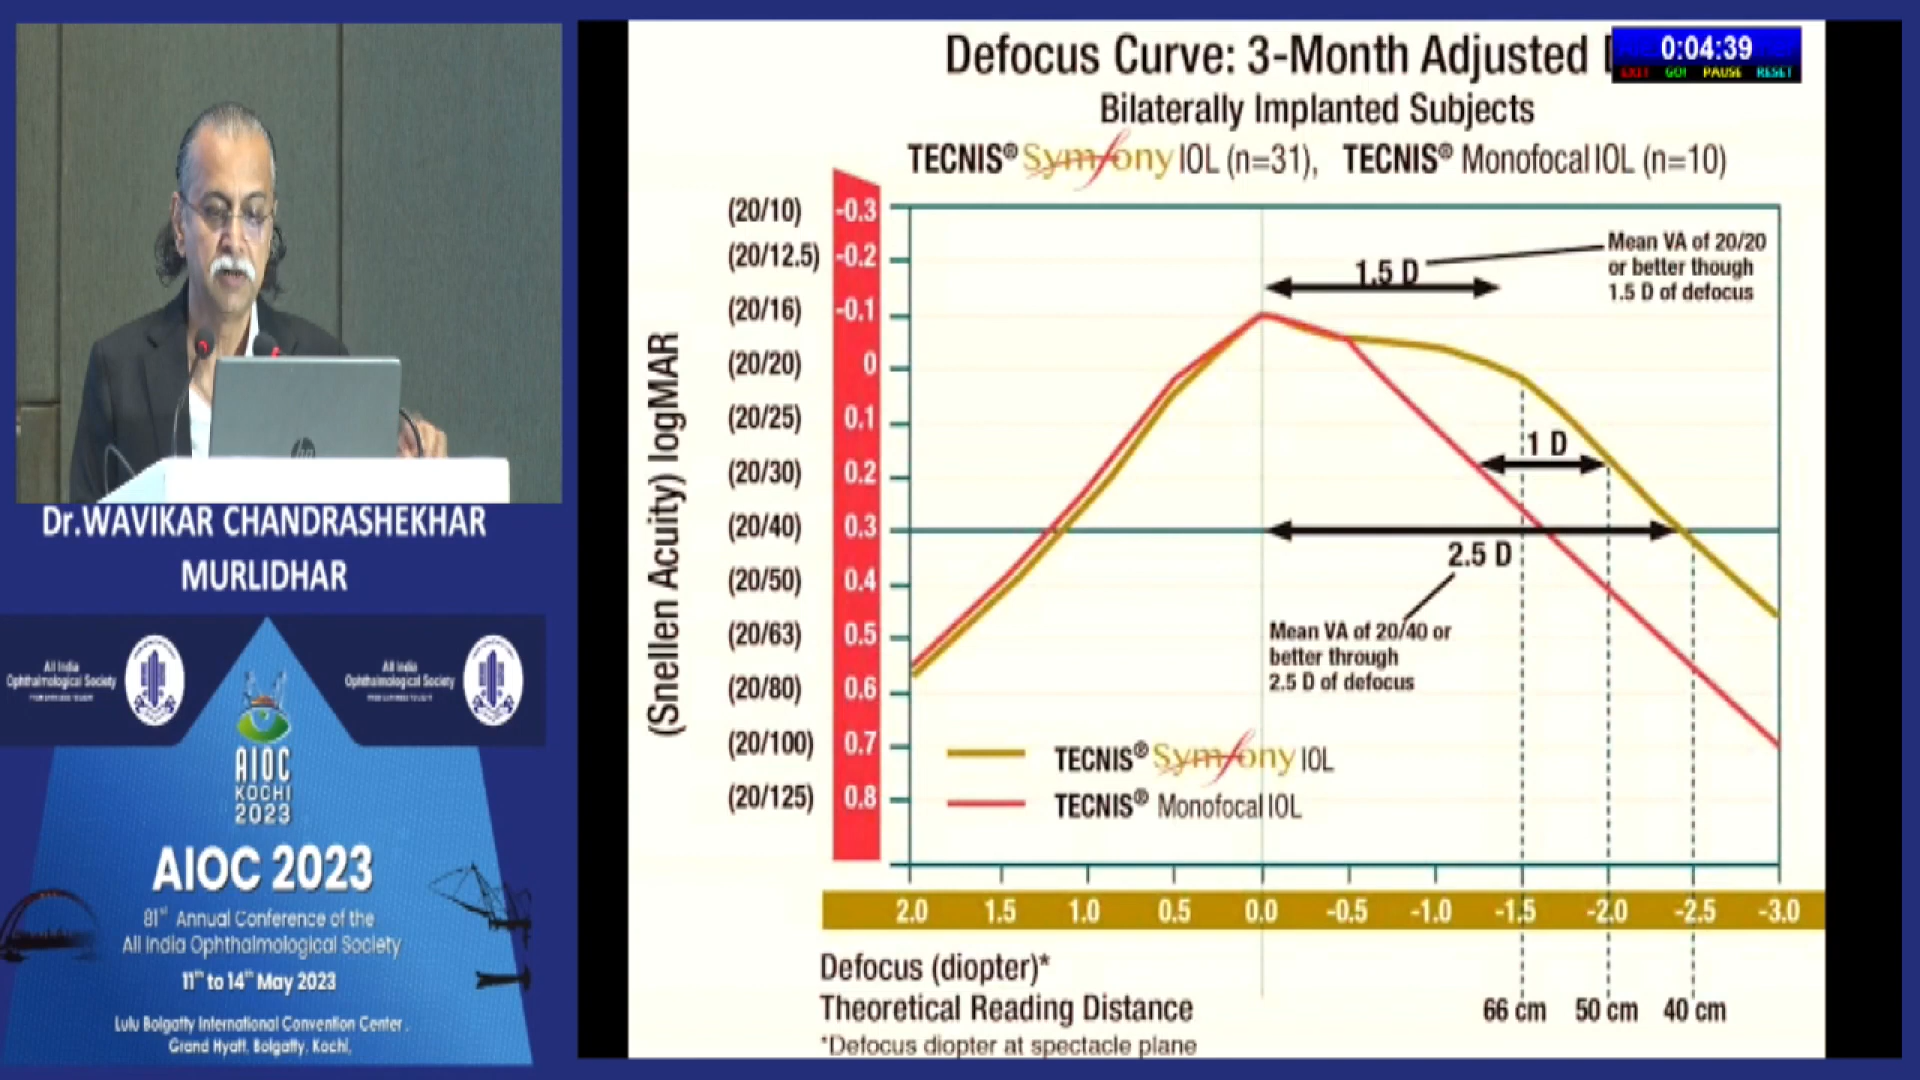 Defocus Curve: 3-Month Adjusted
0:04:39
EXIT GO! PAUSE RESET
Bilaterally Implanted Subjects
TECNIS® Symfony IOL (n=31), TECNIS® Monofocal IOL (n=10)
(20/10) -0.3
(20/12.5) -0.2
(20/16) -0.1
(20/20) 0
(20/25) 0.1
(20/30) 0.2
(20/40) 0.3
(20/50) 0.4
(20/63) 0.5
(20/80) 0.6
(20/100) 0.7
(20/125) 0.8
(Snellen Acuity) logMAR
Mean VA of 20/20
or better though
1.5 D of defocus
1.5 D
1 D
2.5 D
Mean VA of 20/40 or
better through
2.5 D of defocus
TECNIS® Symfony IOL
TECNIS® Monofocal IOL
2.0 1.5 1.0 0.5 0.0 -0.5 -1.0 -1.5 -2.0 -2.5 -3.0
Defocus (diopter)*
Theoretical Reading Distance 66 cm 50 cm 40 cm
*Defocus diopter at spectacle plane
hp
Dr.WAVIKAR CHANDRASHEKHAR
MURLIDHAR
All India
Ophthalmological Society
All India
Ophthalmological Society
AIOC
KOCHI
2023
AIOC 2023
81st Annual Conference of the
All India Ophthalmological Society
11th to 14th May 2023
Lulu Bolgatty International Convention Center,
Grand Hyatt, Bolgatty, Kochi,